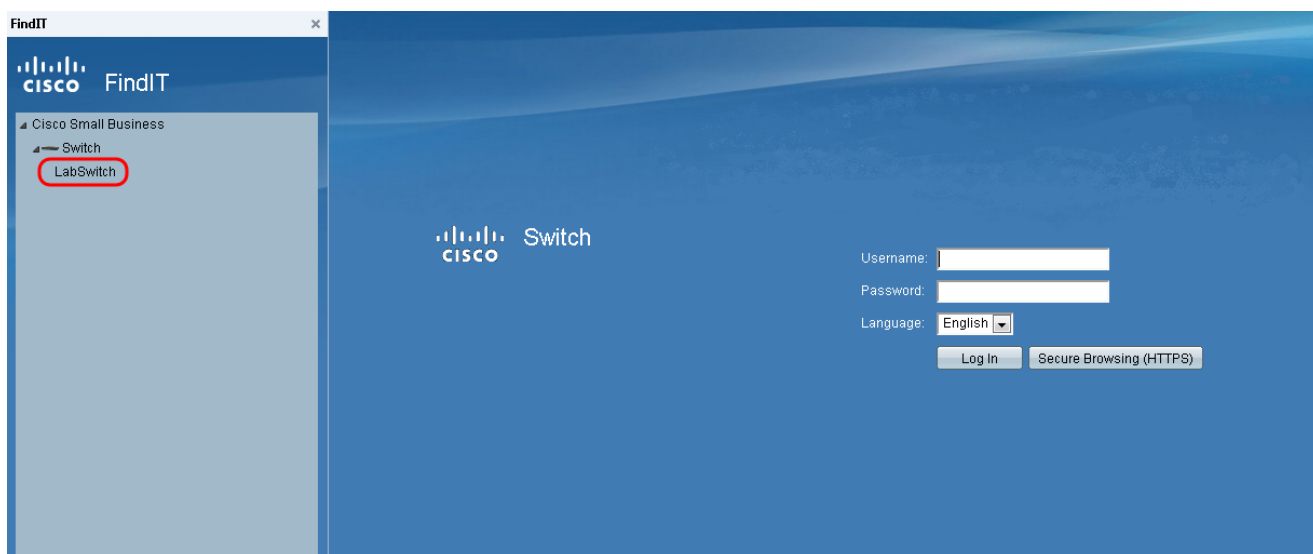 FindIT
CISCO FindIT
Cisco Small Business
Switch
LabSwitch
CISCO Switch
Username:
Password:
Language: English
Log In Secure Browsing (HTTPS)